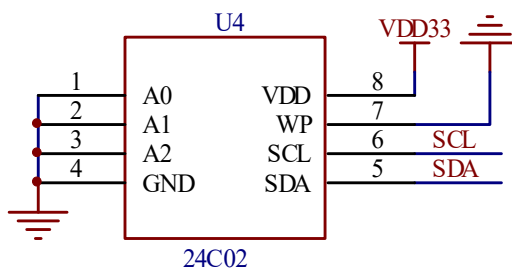 U4
VDD33
1 A0 VDD 8
2 A1 WP 7
3 A2 SCL 6 SCL
4 GND SDA 5 SDA
24C02